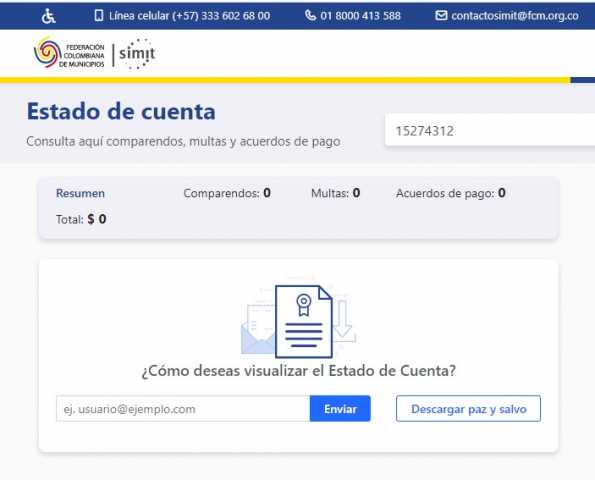 Línea celular (+57) 333 602 68 00 01 8000 413 588 contactosimit@fcm.org.co
FEDERACIÓN
COLOMBIANA
DE MUNICIPIOS
simit
Estado de cuenta
Consulta aquí comparendos, multas y acuerdos de pago
15274312
Resumen Comparendos: 0 Multas: 0 Acuerdos de pago: 0
Total: $ 0
¿Cómo deseas visualizar el Estado de Cuenta?
ej. usuario@ejemplo.com Enviar Descargar paz y salvo